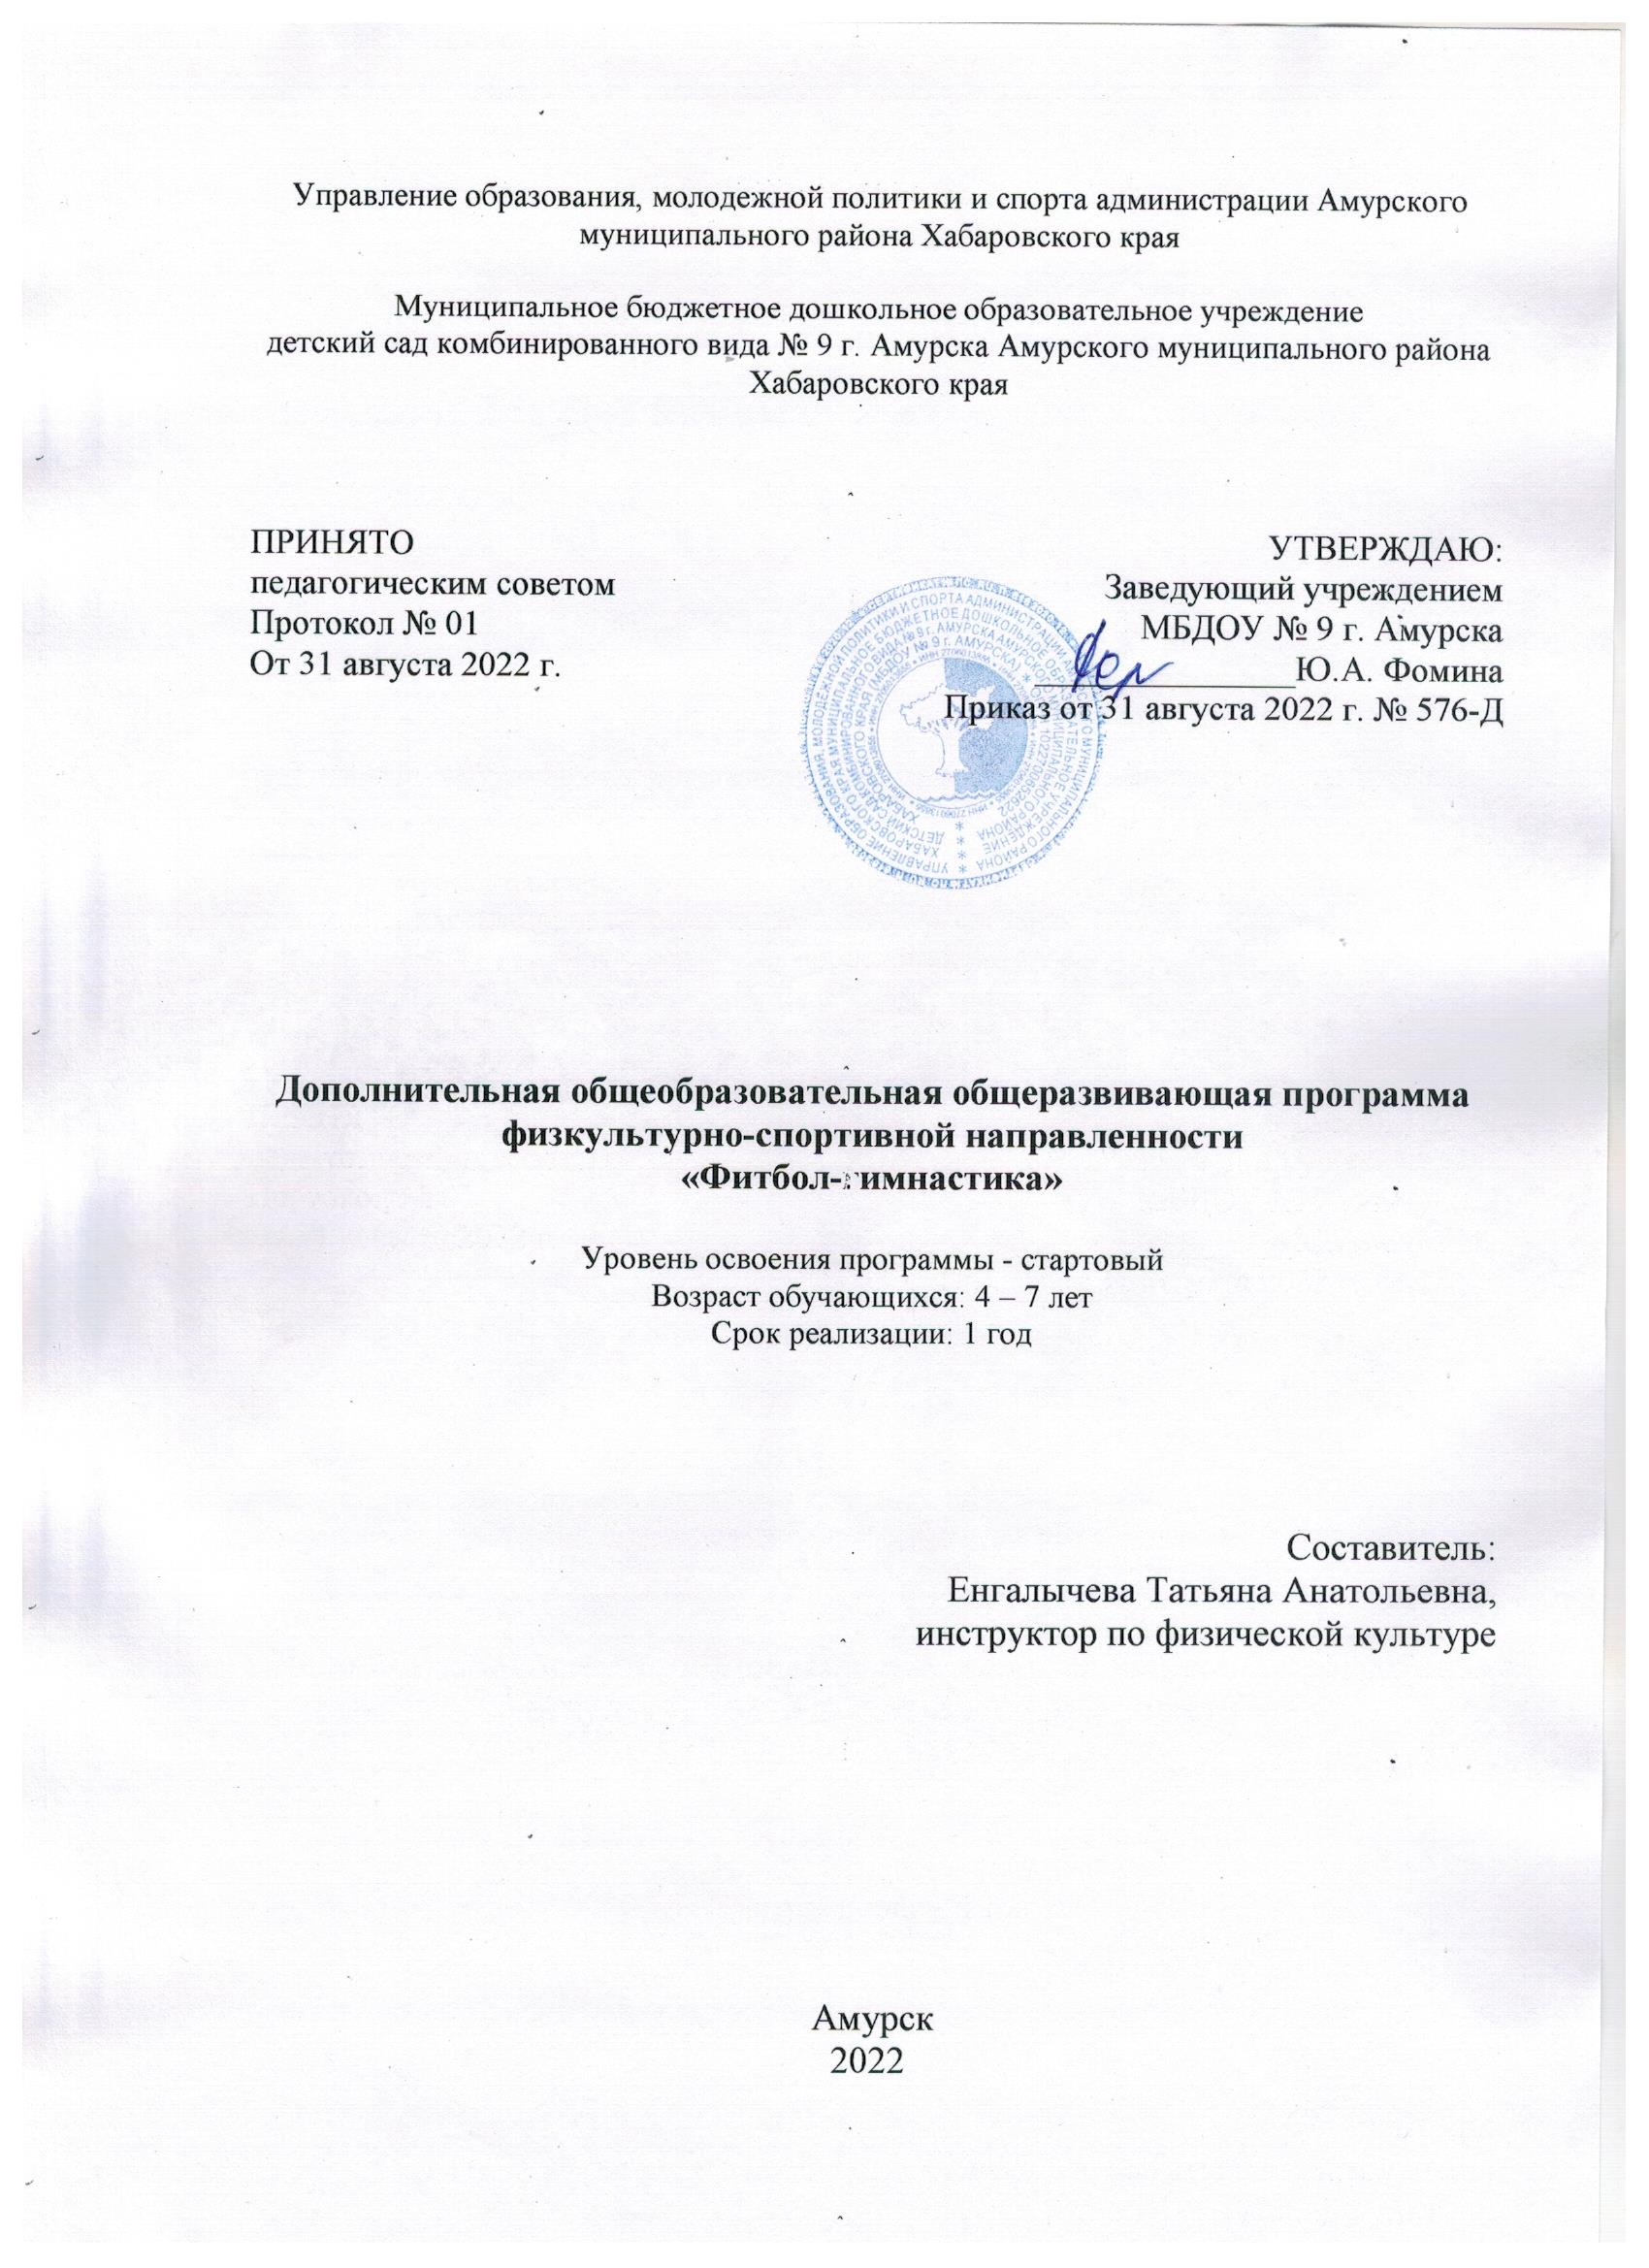 Управление образования, молодежной политики и спорта администрации Амурского
муниципального района Хабаровского края
Муниципальное бюджетное дошкольное образовательное учреждение
детский сад комбинированного вида № 9 г. Амурска Амурского муниципального района
Хабаровского края
ПРИНЯТО
педагогическим советом
Протокол № 01
От 31 августа 2022 г.
УТВЕРЖДАЮ:
Заведующий учреждением
МБДОУ № 9 г. Амурска
Ю.А. Фомина
Приказ от 31 августа 2022 г. № 576-Д
Дополнительная общеобразовательная общеразвивающая программа
физкультурно-спортивной направленности
«Фитбол-гимнастика»
Уровень освоения программы - стартовый
Возраст обучающихся: 4 – 7 лет
Срок реализации: 1 год
Составитель:
Енгалычева Татьяна Анатольевна,
инструктор по физической культуре
Амурск
2022